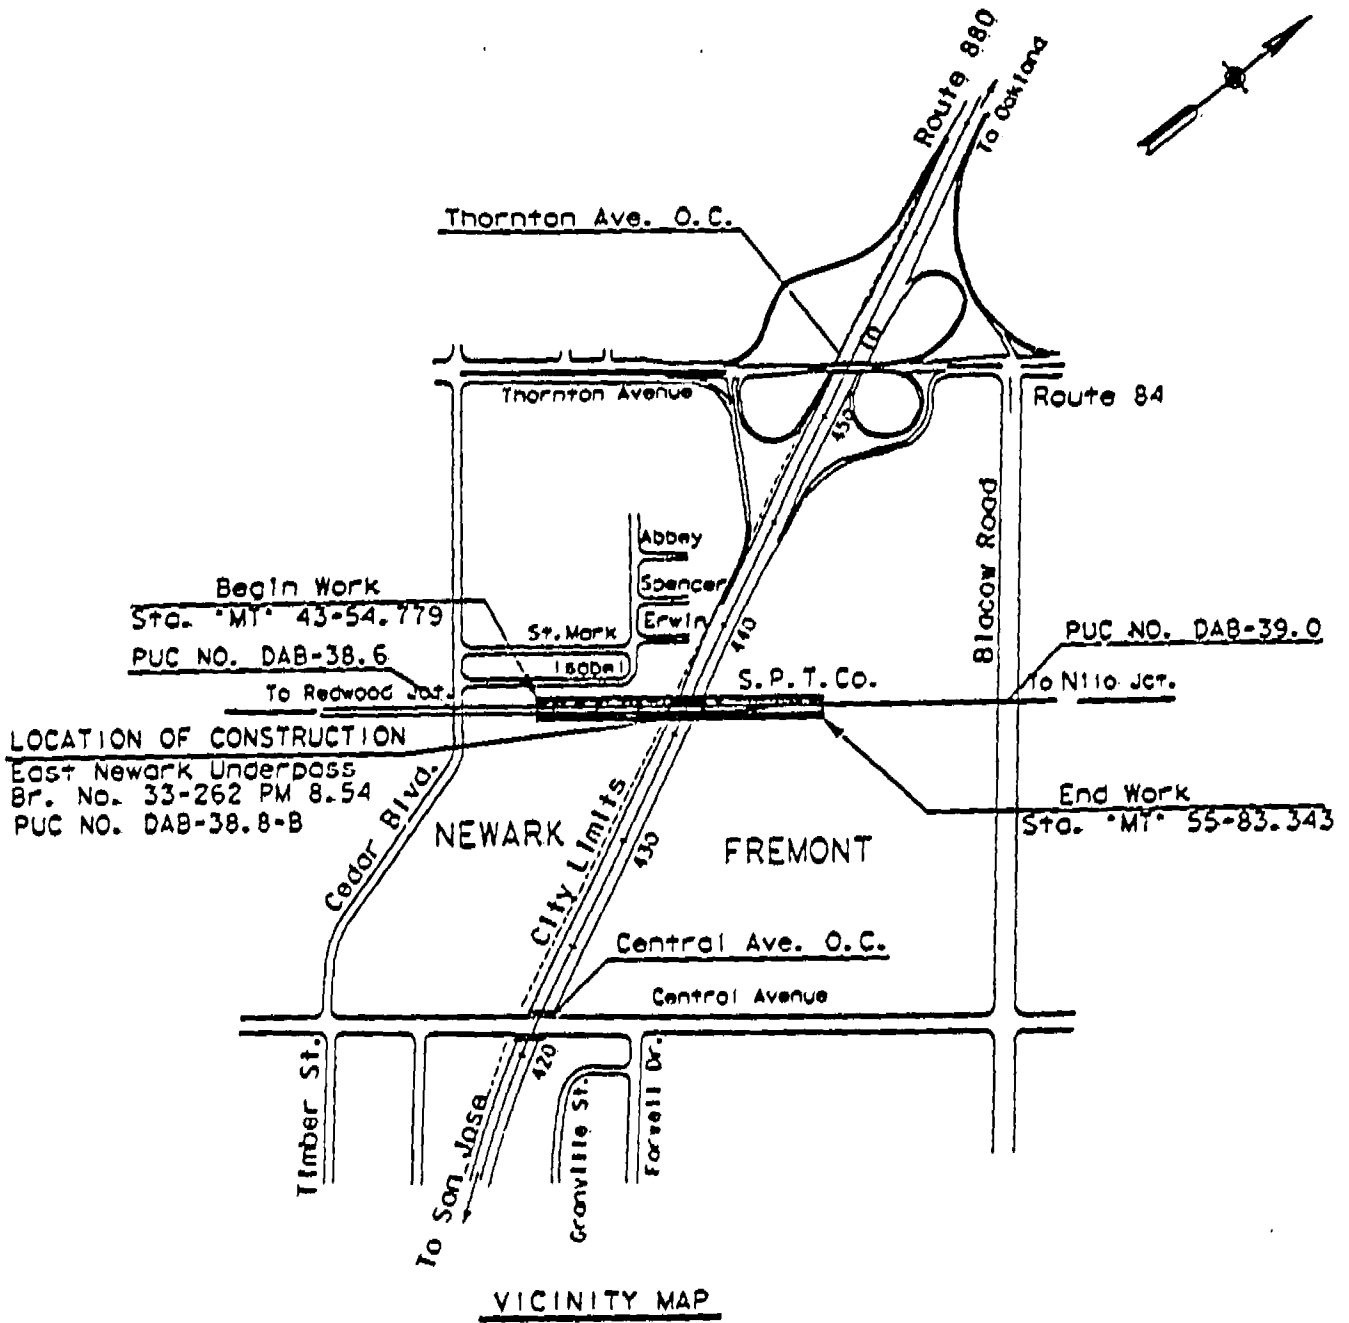 Route 880
To Oakland
Thornton Ave. O.C.
10
Thornton Avenue
Route 84
450
Abbey
Blacow Road
Begin Work
Spencer
Sta. "MT" 43+54.779
Erwin
440
St. Mark
PUC NO. DAB-39.0
PUC NO. DAB-38.6
Isabel
S.P.T.Co.
To Redwood Jct.
To Nilo Jct.
LOCATION OF CONSTRUCTION
East Newark Underpass
Br. No. 33-262 PM 8.54
PUC NO. DAB-38.8-B
End Work
Sta. "MT" 55+83.343
Cedar Blvd.
NEWARK
City Limits
430
FREMONT
Central Ave. O.C.
Central Avenue
Timber St.
420
Granville St.
Farwell Dr.
To San Jose
VICINITY MAP